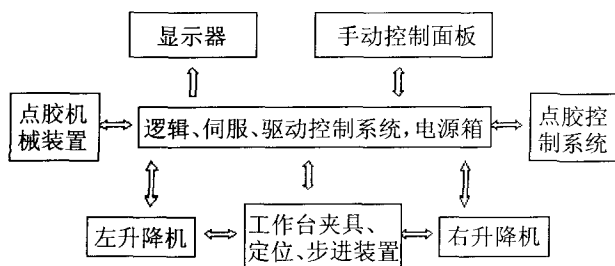 显示器
手动控制面板
点胶机
械装置
逻辑、伺服、驱动控制系统,电源箱
点胶控
制系统
左升降机
工作台夹具、
定位、步进装置
右升降机